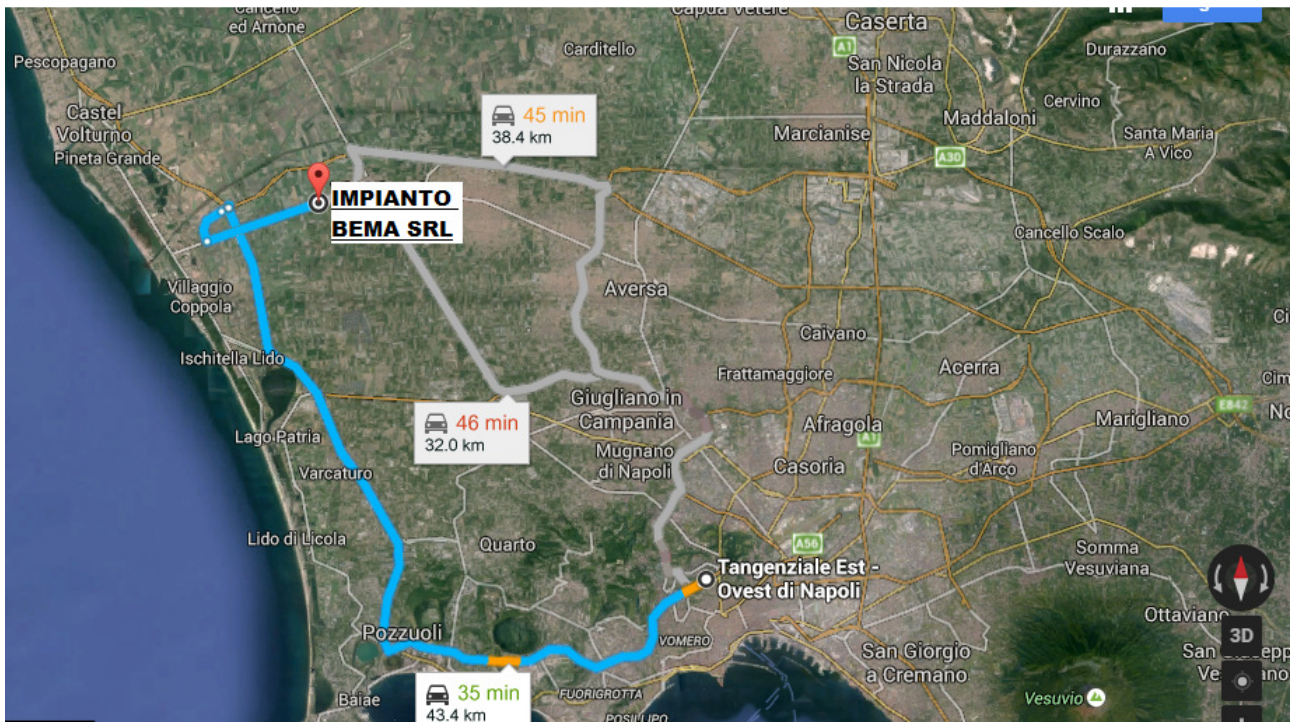 ed Arnone
Capua Vetere
Caserta
Pescopagano
Carditello
A1
San Nicola
la Strada
Durazzano
Castel
Volturno
Pineta Grande
45 min
38.4 km
Cervino
Maddaloni
Marcianise
Santa Maria
A Vico
A30
IMPIANTO
BEMA SRL
Cancello Scalo
Villaggio
Coppola
Aversa
Caivano
Ischitella Lido
Frattamaggiore
Acerra
46 min
32.0 km
Giugliano in
Campania
E842
Marigliano
Afragola
A1
Lago Patria
Mugnano
di Napoli
Pomigliano
d'Arco
Varcaturo
Casoria
Lido di Licola
Quarto
A56
Somma
Vesuviana
Tangenziale Est -
Ovest di Napoli
Ottaviano
Pozzuoli
VOMERO
3D
San Giorgio
a Cremano
San
35 min
43.4 km
Baiae
FUORIGROTTA
Vesuvio
POSILLIPO